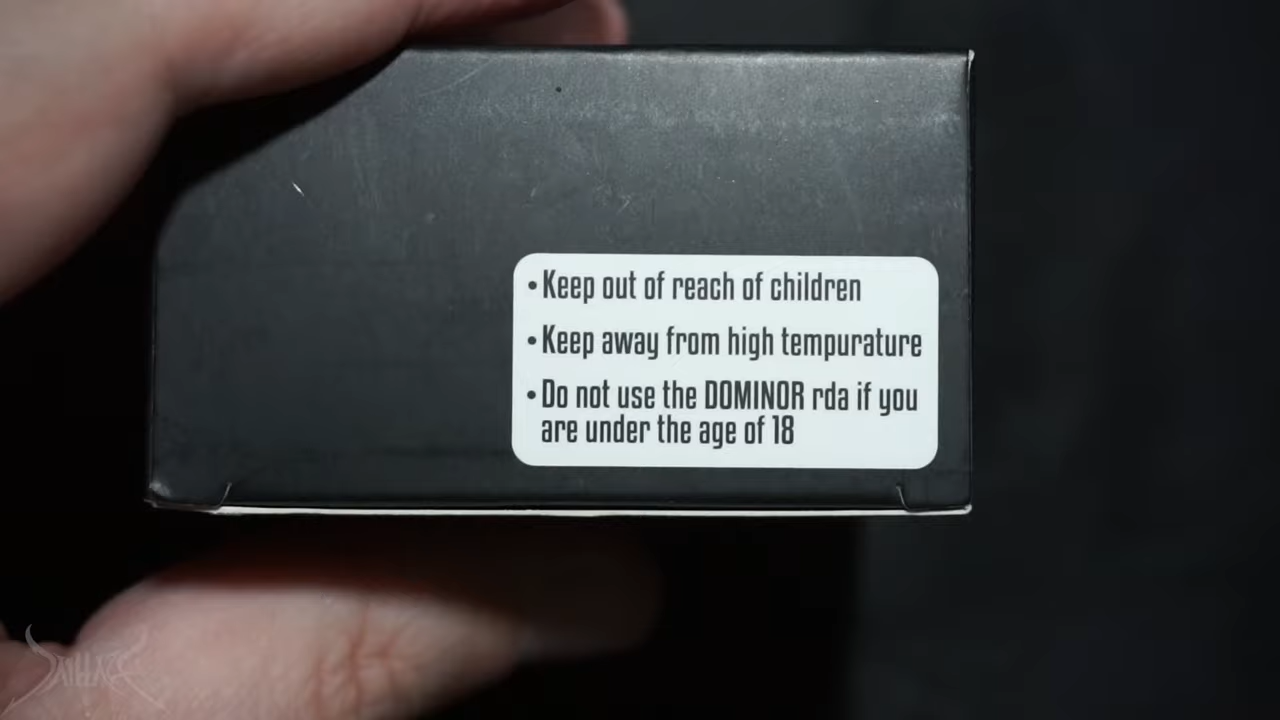 • Keep out of reach of children
• Keep away from high tempurature
• Do not use the DOMINOR rda if you
are under the age of 18